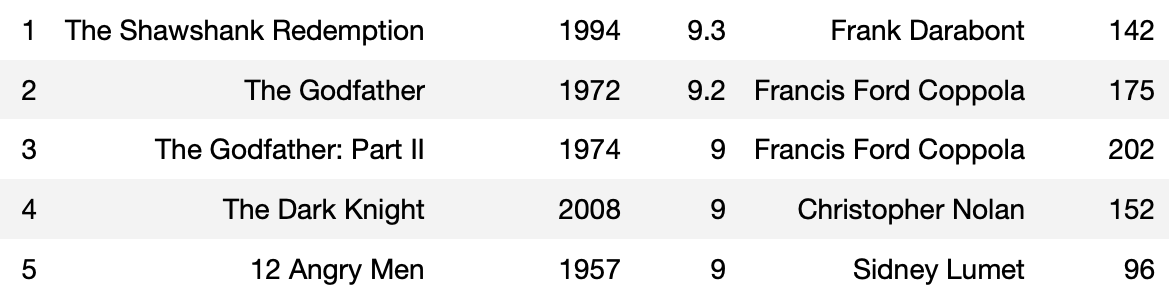 1 The Shawshank Redemption 1994 9.3 Frank Darabont 142
2 The Godfather 1972 9.2 Francis Ford Coppola 175
3 The Godfather: Part II 1974 9 Francis Ford Coppola 202
4 The Dark Knight 2008 9 Christopher Nolan 152
5 12 Angry Men 1957 9 Sidney Lumet 96